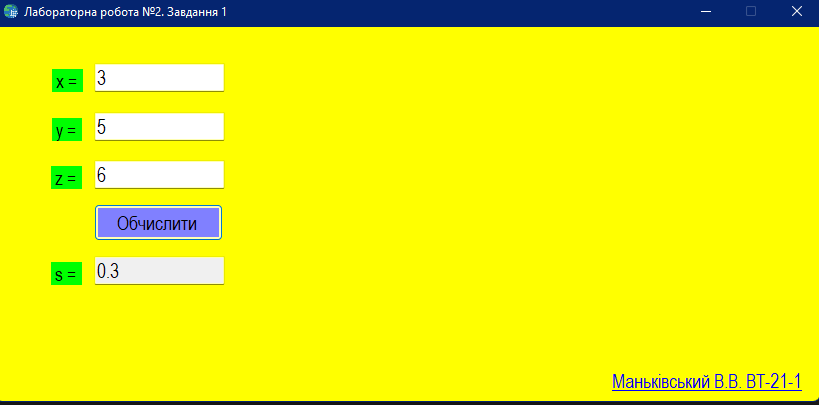 Лабораторна робота №2. Завдання 1
x = 3
y = 5
z = 6
Обчислити
s = 0.3
Маньківський В.В. ВТ-21-1